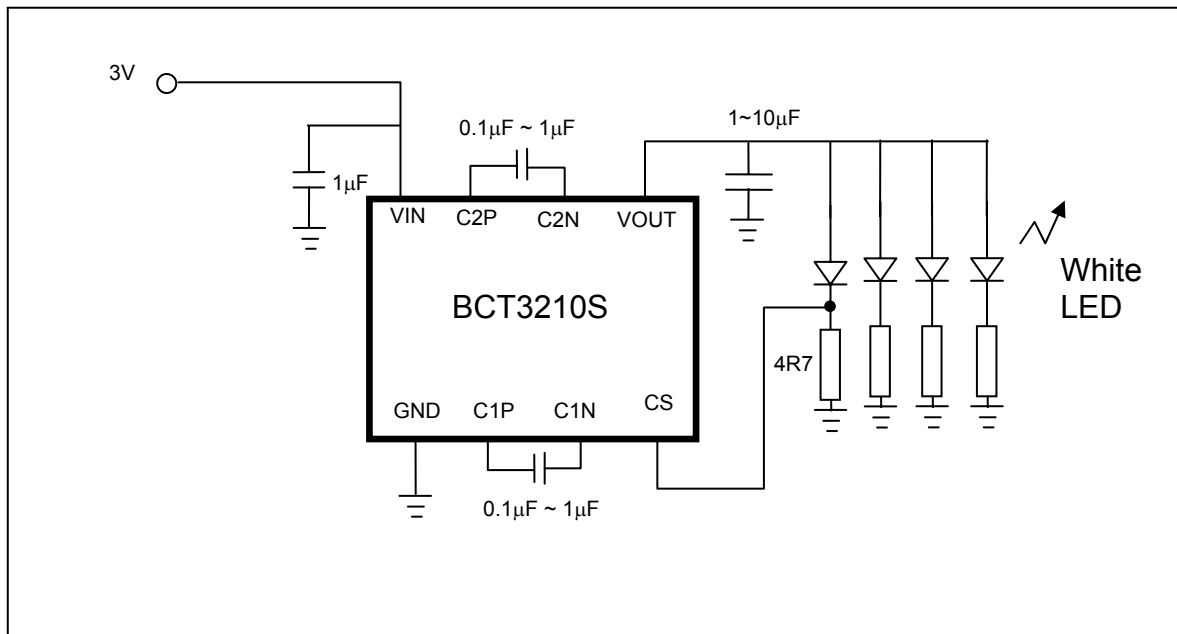 3V
0.1μF ~ 1μF
1~10μF
1μF
VIN
C2P
C2N
VOUT
White
LED
BCT3210S
4R7
GND
C1P
C1N
CS
0.1μF ~ 1μF